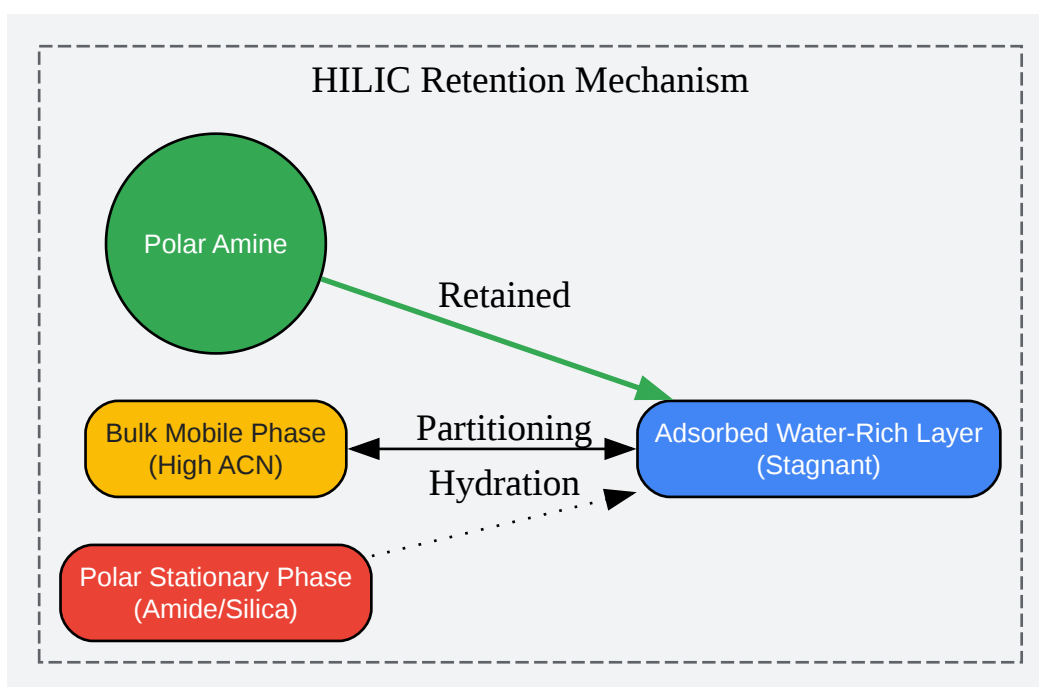 HILIC Retention Mechanism
Polar Amine
Retained
Bulk Mobile Phase
(High ACN)
Partitioning
Adsorbed Water-Rich Layer
(Stagnant)
Hydration
Polar Stationary Phase
(Amide/Silica)